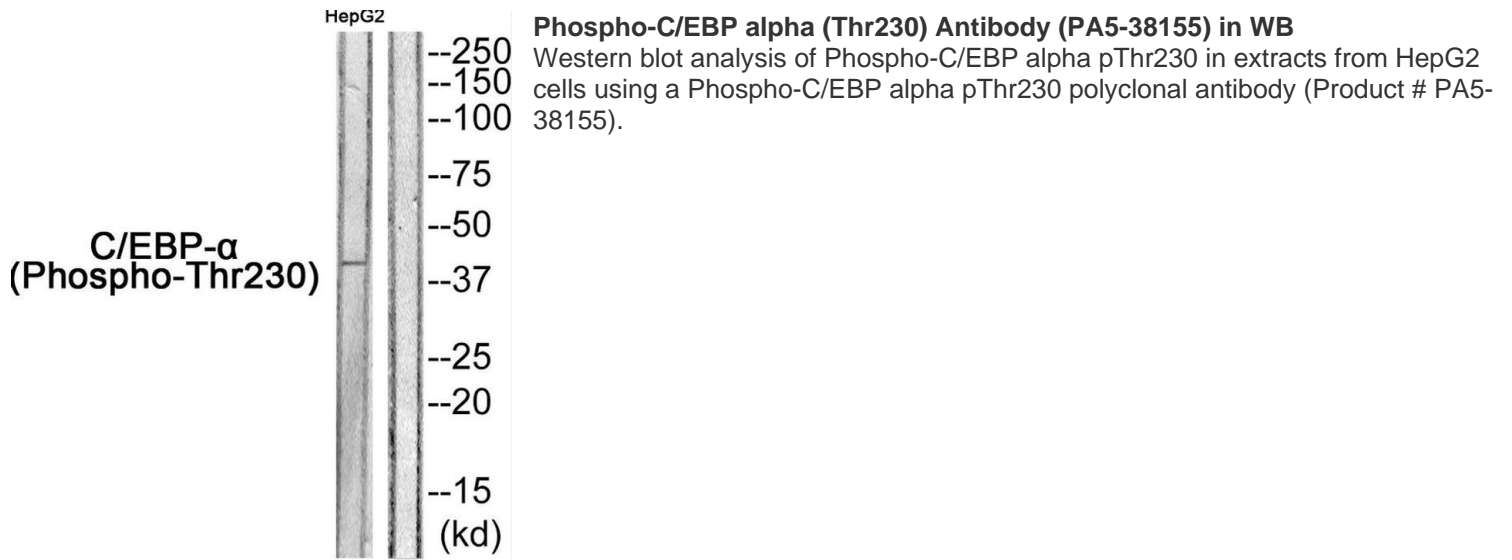 HepG2
--250
--150
--100
--75
--50
--37
--25
--20
--15
(kd)
C/EBP-α
(Phospho-Thr230)
Phospho-C/EBP alpha (Thr230) Antibody (PA5-38155) in WB
Western blot analysis of Phospho-C/EBP alpha pThr230 in extracts from HepG2
cells using a Phospho-C/EBP alpha pThr230 polyclonal antibody (Product # PA5-
38155).